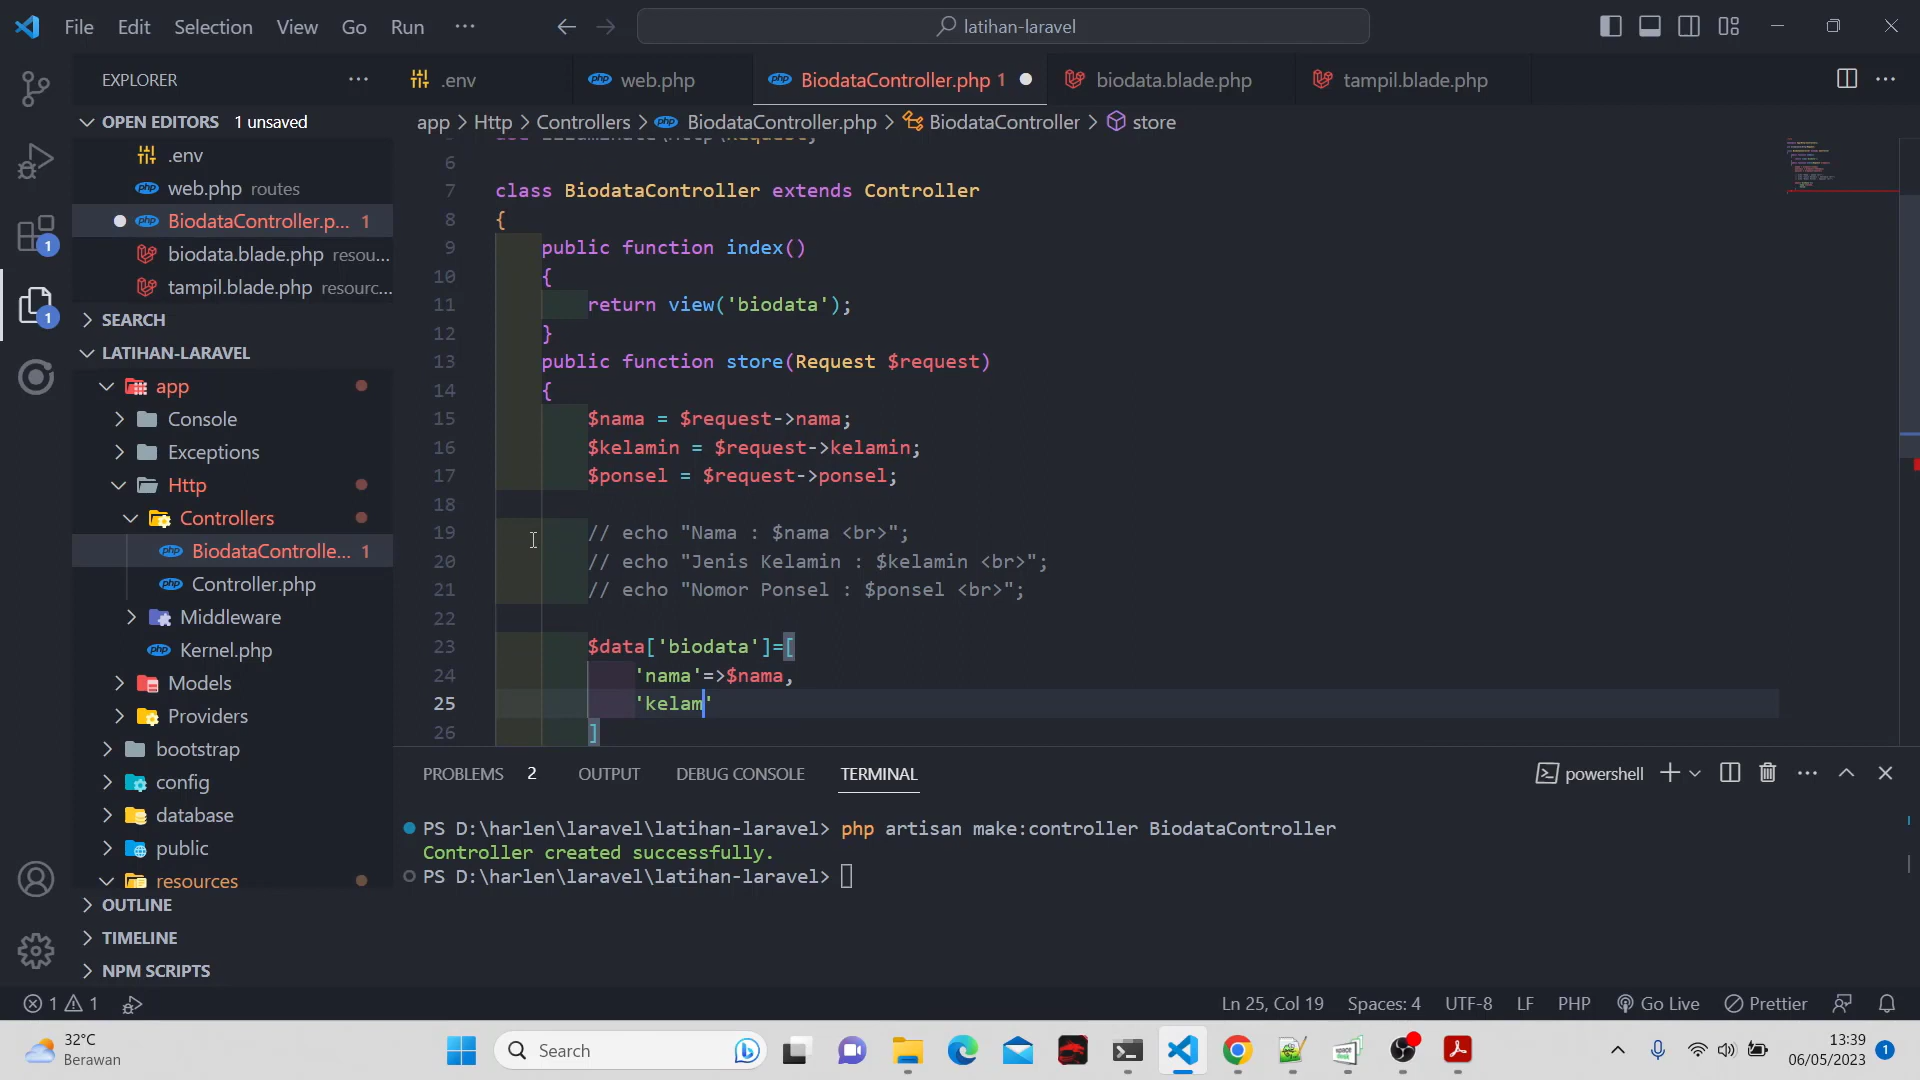 File Edit Selection View Go Run ··· latihan-laravel
EXPLORER ···
OPEN EDITORS 1 unsaved
.env
web.php routes
BiodataController.p... 1
biodata.blade.php resou...
tampil.blade.php resourc...
SEARCH
LATIHAN-LARAVEL
app
Console
Exceptions
Http
Controllers
BiodataControlle... 1
Controller.php
Middleware
Kernel.php
Models
Providers
bootstrap
config
database
public
resources
OUTLINE
TIMELINE
NPM SCRIPTS
1
1
.env web.php BiodataController.php 1 biodata.blade.php tampil.blade.php
app > Http > Controllers > BiodataController.php > BiodataController > store
use Illuminate\Http\Request;
6
7 class BiodataController extends Controller
8 {
9 public function index()
10 {
11 return view('biodata');
12 }
13 public function store(Request $request)
14 {
15 $nama = $request->nama;
16 $kelamin = $request->kelamin;
17 $ponsel = $request->ponsel;
18
19 // echo "Nama : $nama <br>";
20 // echo "Jenis Kelamin : $kelamin <br>";
21 // echo "Nomor Ponsel : $ponsel <br>";
22
23 $data['biodata']=[
24 'nama'=>$nama,
25 'kelam'
26 ]
PROBLEMS 2 OUTPUT DEBUG CONSOLE TERMINAL powershell
PS D:\harlen\laravel\latihan-laravel> php artisan make:controller BiodataController
Controller created successfully.
PS D:\harlen\laravel\latihan-laravel>
1 1 Ln 25, Col 19 Spaces: 4 UTF-8 LF PHP Go Live Prettier
32°C
Berawan
Search
13:39
06/05/2023
1